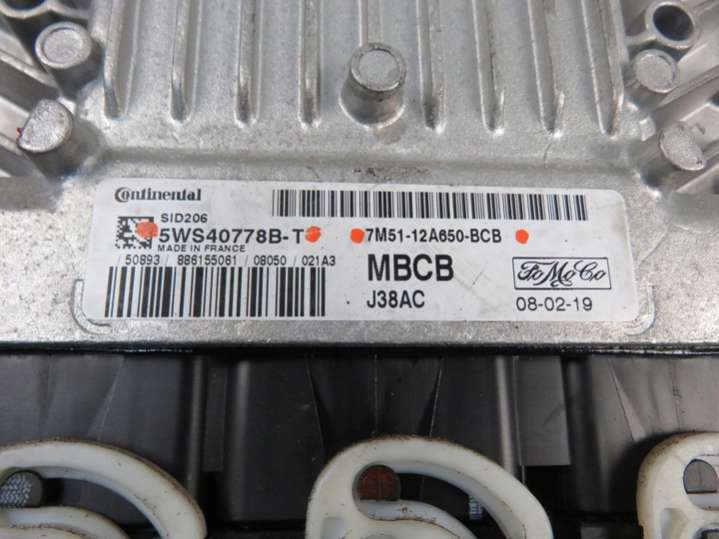 Continental
SID206
5WS40778B-T
MADE IN FRANCE
/ 50893 / 886155061 / 08050 / 021A3
7M51-12A650-BCB
MBCB
J38AC
FoMoCo
08-02-19